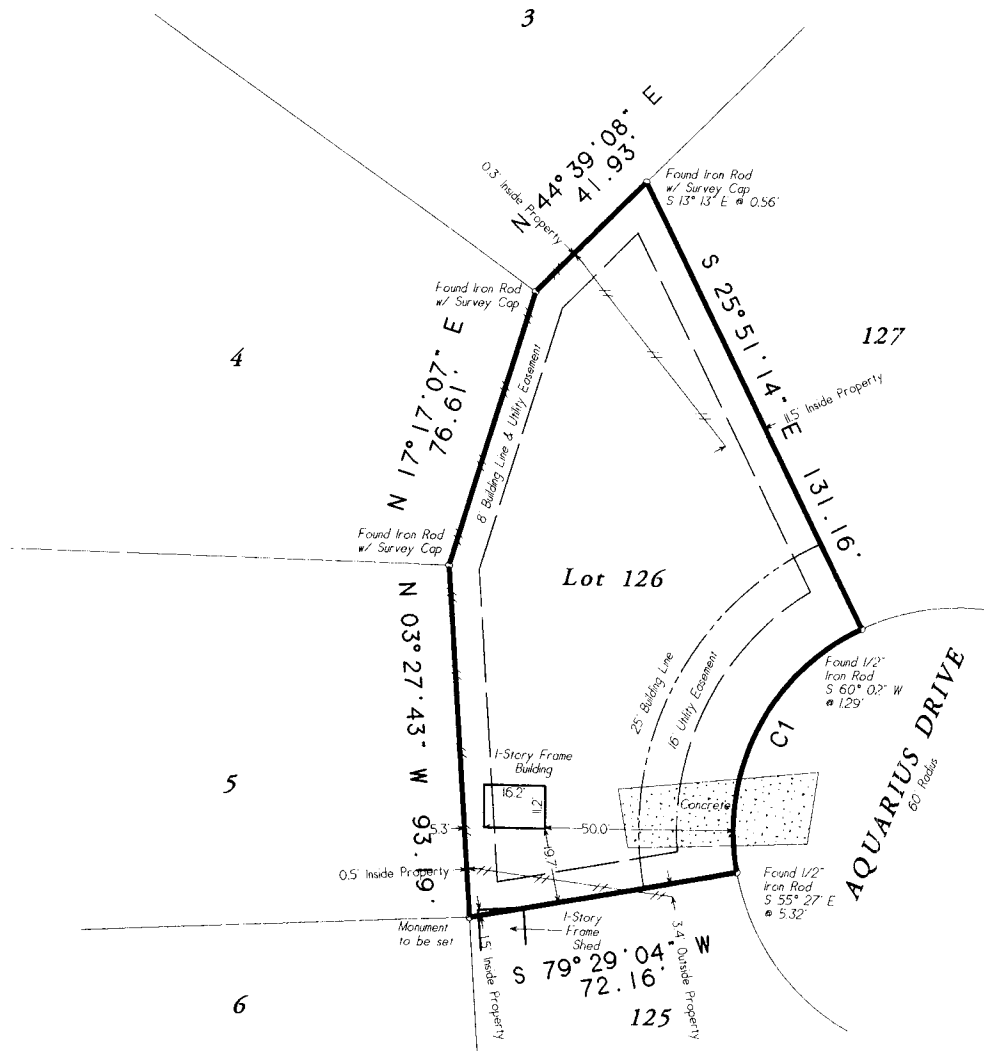 3
N 44° 39' 08" E
41.93'
0.3' Inside Property
Found Iron Rod
w/ Survey Cap
S 13° 13' E @ 0.56'
Found Iron Rod
w/ Survey Cap
S 25° 51' 14" E 131.16'
127
11.5' Inside Property
4
N 17° 17' 07" E
76.61'
8' Building Line & Utility Easement
Found Iron Rod
w/ Survey Cap
Lot 126
N 03° 27' 43" W 93.19'
25' Building Line
16' Utility Easement
Found 1/2"
Iron Rod
S 60° 02' W
@ 1.29'
C1
AQUARIUS DRIVE
60' Radius
5
1-Story Frame
Building
16.2'
11.2'
Concrete
5.3'
50.0'
19.7'
0.5' Inside Property
Found 1/2"
Iron Rod
S 55° 27' E
@ 5.32'
Monument
to be set
1-Story
Frame
Shed
1.5' Inside Property
S 79° 29' 04" W
72.16'
3.4' Outside Property
6
125